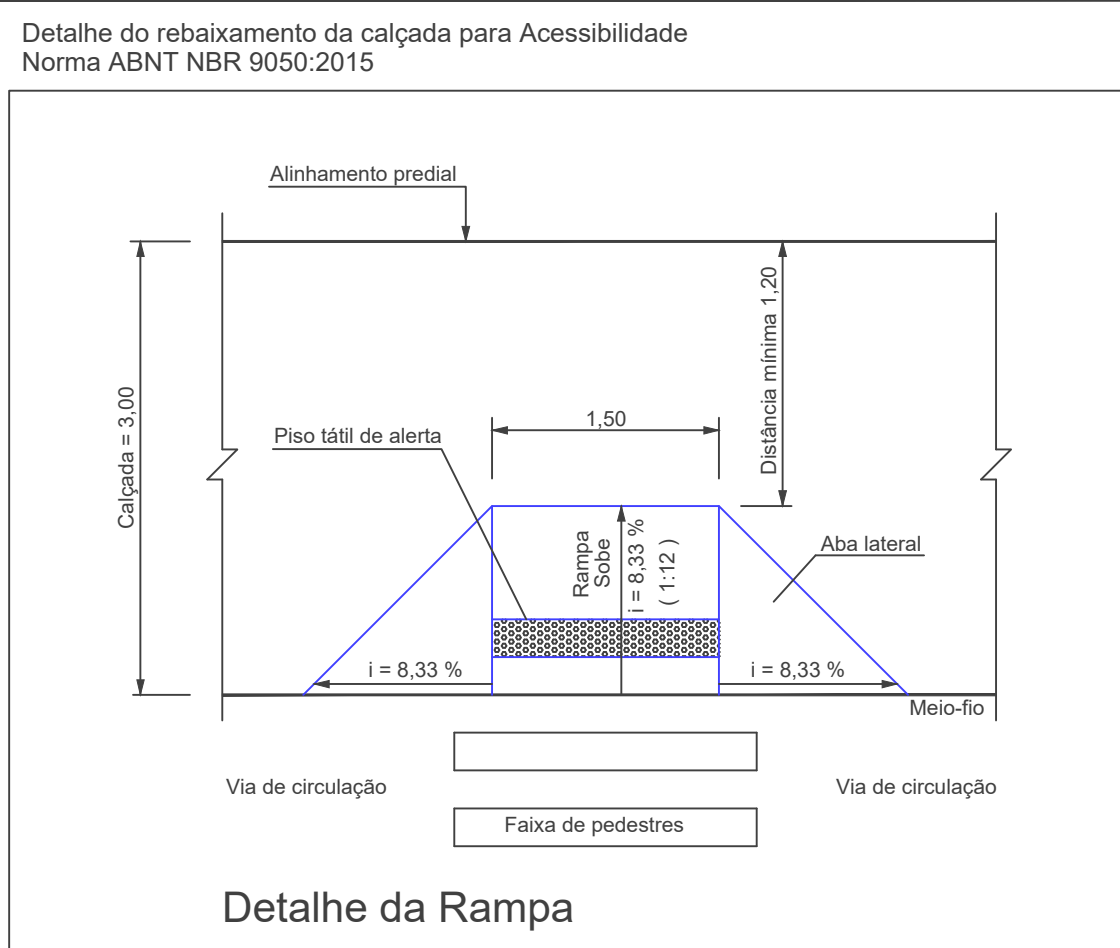 Detalhe do rebaixamento da calçada para Acessibilidade
Norma ABNT NBR 9050:2015
Alinhamento predial
Calçada = 3,00
Distância mínima 1,20
1,50
Piso tátil de alerta
Rampa
Sobe
i = 8,33 %
( 1:12 )
Aba lateral
i = 8,33 %
i = 8,33 %
Meio-fio
Via de circulação
Via de circulação
Faixa de pedestres
Detalhe da Rampa